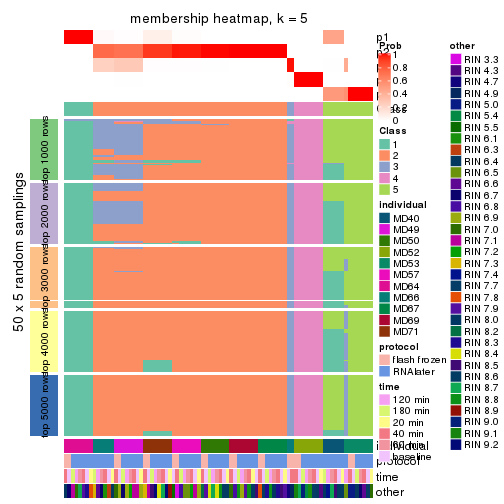 membership heatmap, k = 5
50 x 5 random samplings
top 1000 rows
top 2000 rows
top 3000 rows
top 4000 rows
top 5000 rows
p1
Prob
1
0.8
0.6
0.4
0.2
0
Class
1
2
3
4
5
individual
MD40
MD49
MD50
MD52
MD53
MD57
MD64
MD66
MD67
MD69
MD71
protocol
flash frozen
RNAlater
time
120 min
180 min
20 min
40 min
60 min
baseline
individual
protocol
time
other
other
RIN 3.3
RIN 4.3
RIN 4.7
RIN 4.9
RIN 5.0
RIN 5.4
RIN 5.5
RIN 6.1
RIN 6.3
RIN 6.4
RIN 6.5
RIN 6.6
RIN 6.7
RIN 6.8
RIN 6.9
RIN 7.0
RIN 7.1
RIN 7.2
RIN 7.3
RIN 7.4
RIN 7.7
RIN 7.8
RIN 7.9
RIN 8.0
RIN 8.2
RIN 8.3
RIN 8.4
RIN 8.5
RIN 8.6
RIN 8.7
RIN 8.8
RIN 8.9
RIN 9.0
RIN 9.1
RIN 9.2